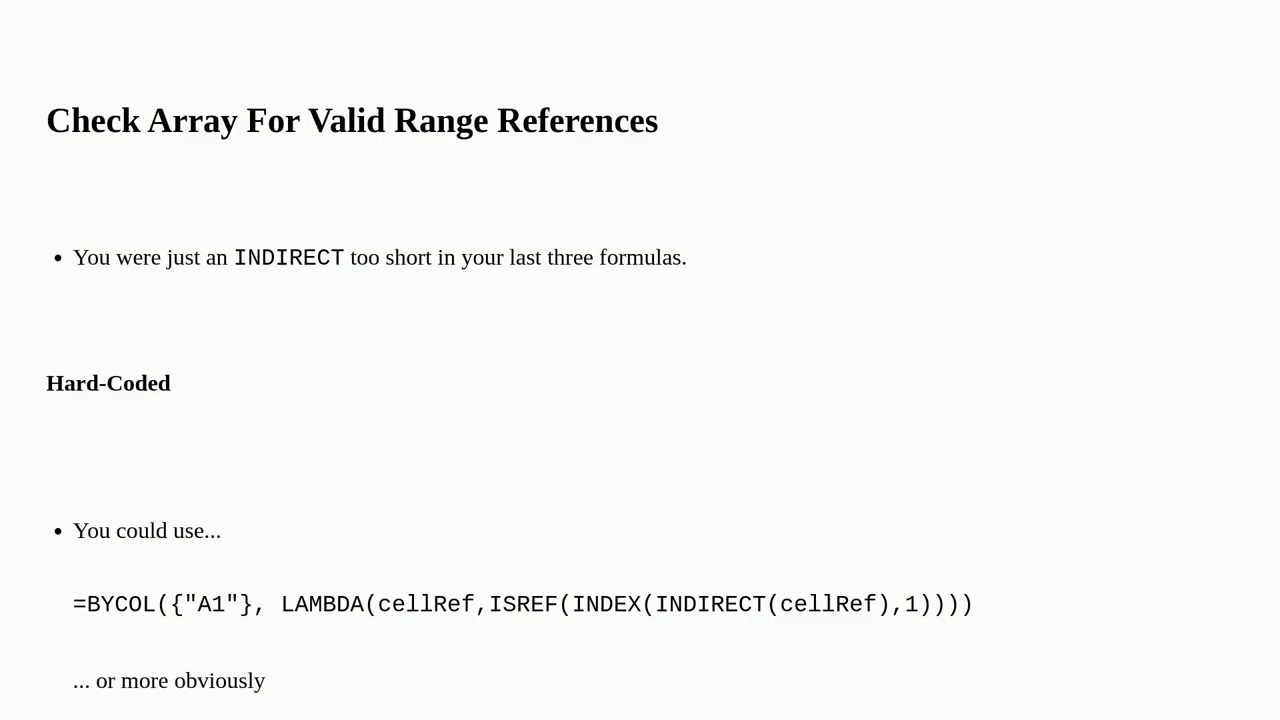 Check Array For Valid Range References
• You were just an INDIRECT too short in your last three formulas.
Hard-Coded
• You could use...
=BYCOL({"A1"}, LAMBDA(cellRef,ISREF(INDEX(INDIRECT(cellRef),1))))
... or more obviously